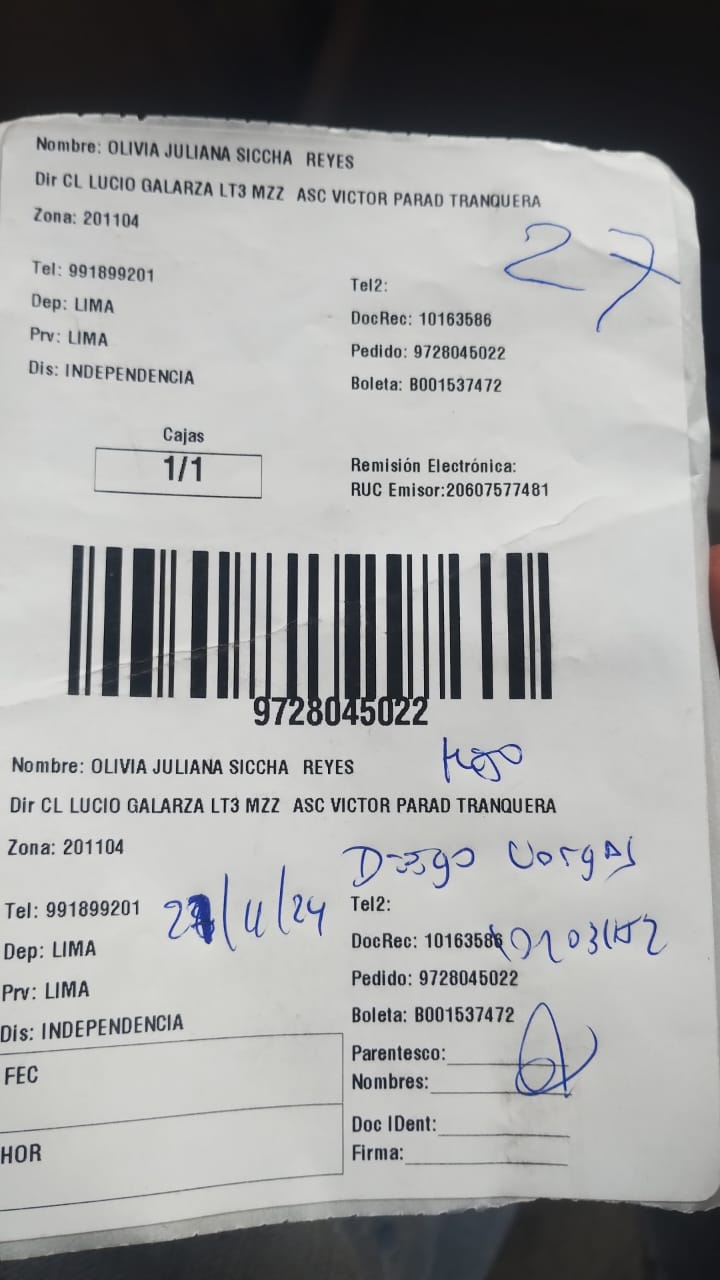 Nombre: OLIVIA JULIANA SICCHA REYES
Dir CL LUCIO GALARZA LT3 MZZ ASC VICTOR PARAD TRANQUERA
Zona: 201104
27
Tel: 991899201
Tel2:
Dep: LIMA
DocRec: 10163586
Prv: LIMA
Pedido: 9728045022
Dis: INDEPENDENCIA
Boleta: B001537472
Cajas
1/1
Remisión Electrónica:
RUC Emisor:20607577481
9728045022
Nombre: OLIVIA JULIANA SICCHA REYES
Dir CL LUCIO GALARZA LT3 MZZ ASC VICTOR PARAD TRANQUERA
Zona: 201104
Diego Vargas
Tel: 991899201
Tel2:
Dep: LIMA
DocRec: 10163586
Prv: LIMA
Pedido: 9728045022
Dis: INDEPENDENCIA
Boleta: B001537472
FEC
Parentesco:
Nombres:
HOR
Doc IDent:
Firma: